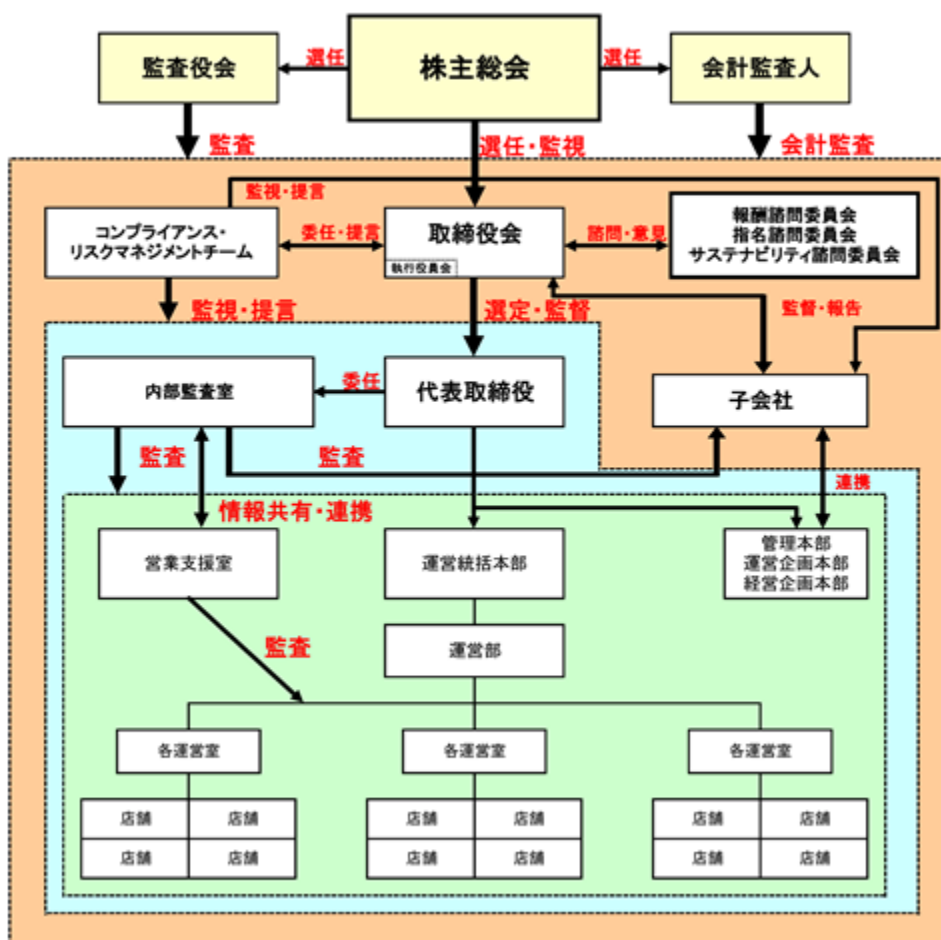 監査役会
選任
株主総会
選任
会計監査人
監査
選任・監視
会計監査
監視・提言
コンプライアンス・
リスクマネジメントチーム
委任・提言
取締役会
執行役員会
諮問・意見
報酬諮問委員会
指名諮問委員会
サステナビリティ諮問委員会
監視・提言
選定・監督
監督・報告
内部監査室
委任
代表取締役
子会社
監査
監査
連携
情報共有・連携
営業支援室
運営統括本部
管理本部
運営企画本部
経営企画本部
監査
運営部
各運営室
各運営室
各運営室
店舗 店舗 店舗 店舗 店舗 店舗
店舗 店舗 店舗 店舗 店舗 店舗